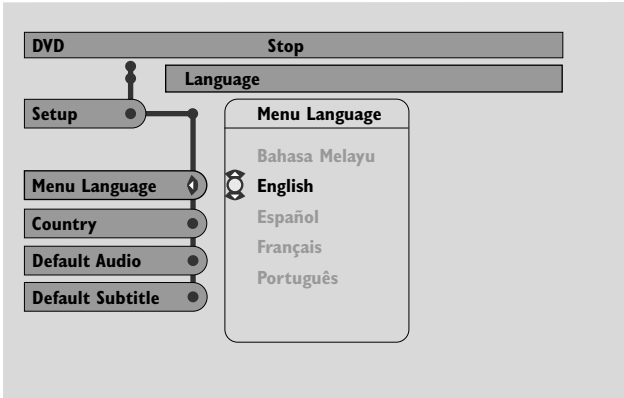 DVD Stop
Language
Setup
Menu Language
Bahasa Melayu
Menu Language
English
Country
Español
Français
Default Audio
Português
Default Subtitle